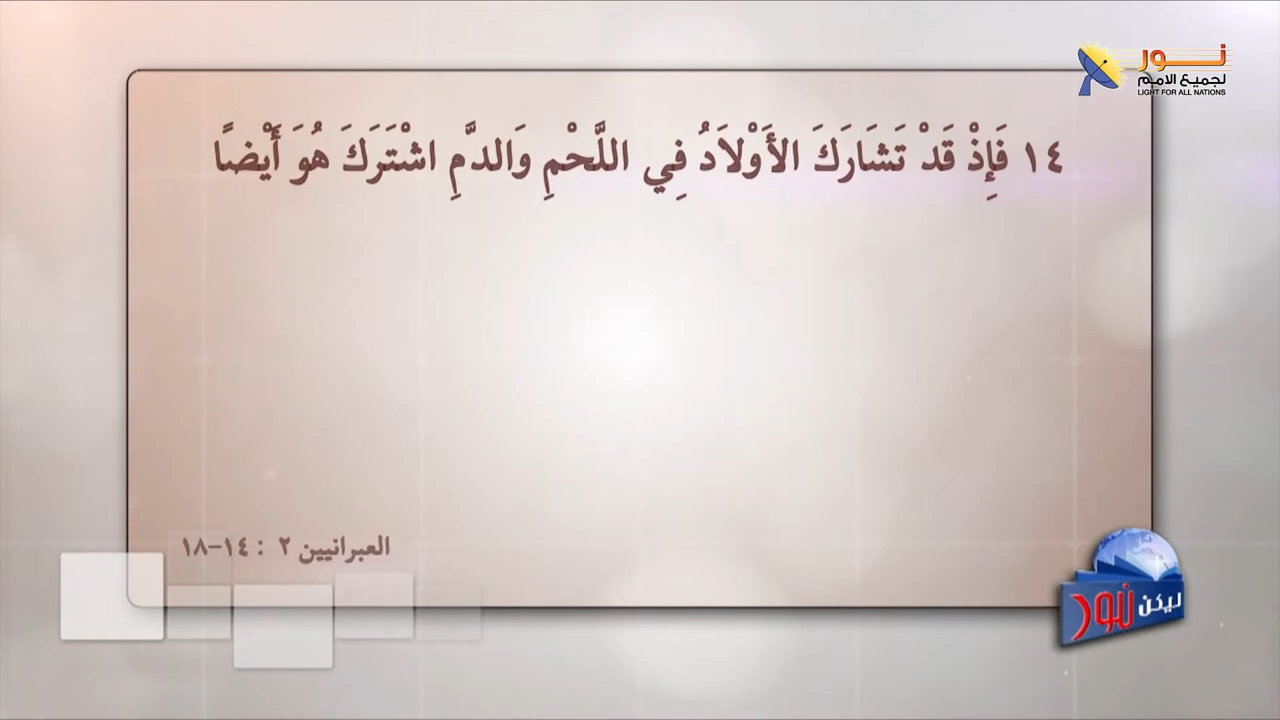 نور
لجميع الامم
LIGHT FOR ALL NATIONS
١٤ فَإِذْ قَدْ تَشَارَكَ الأَوْلاَدُ فِي اللَّحْمِ وَالدَّمِ اشْتَرَكَ هُوَ أَيْضاً
العبرانيين ٢ : ١٤-١٨
ليكن نور